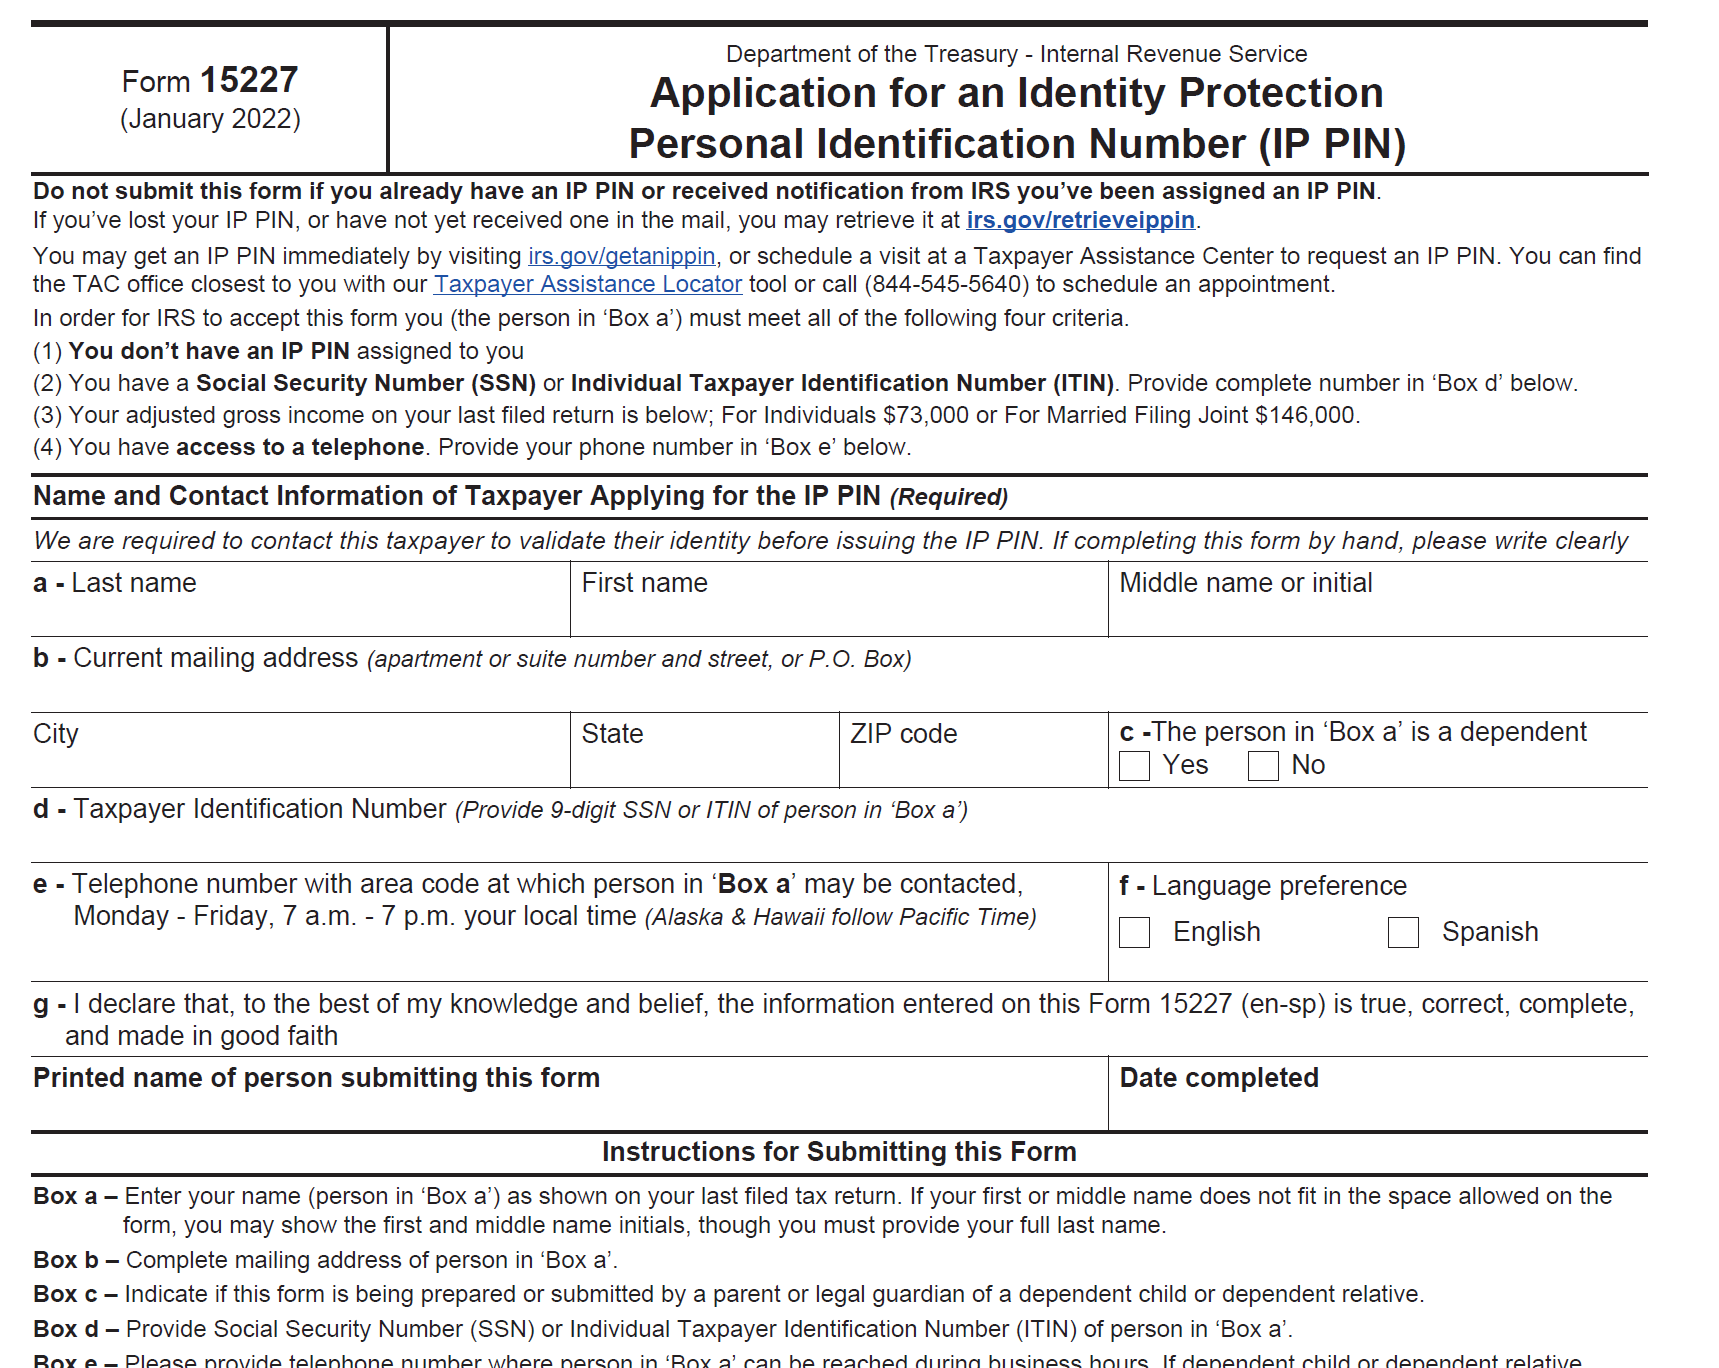 Form 15227
(January 2022)
Department of the Treasury - Internal Revenue Service
Application for an Identity Protection
Personal Identification Number (IP PIN)
Do not submit this form if you already have an IP PIN or received notification from IRS you’ve been assigned an IP PIN.
If you’ve lost your IP PIN, or have not yet received one in the mail, you may retrieve it at irs.gov/retrieveippin.
You may get an IP PIN immediately by visiting irs.gov/getanippin, or schedule a visit at a Taxpayer Assistance Center to request an IP PIN. You can find
the TAC office closest to you with our Taxpayer Assistance Locator tool or call (844-545-5640) to schedule an appointment.
In order for IRS to accept this form you (the person in ‘Box a’) must meet all of the following four criteria.
(1) You don’t have an IP PIN assigned to you
(2) You have a Social Security Number (SSN) or Individual Taxpayer Identification Number (ITIN). Provide complete number in ‘Box d’ below.
(3) Your adjusted gross income on your last filed return is below; For Individuals $73,000 or For Married Filing Joint $146,000.
(4) You have access to a telephone. Provide your phone number in ‘Box e’ below.
Name and Contact Information of Taxpayer Applying for the IP PIN (Required)
We are required to contact this taxpayer to validate their identity before issuing the IP PIN. If completing this form by hand, please write clearly
a - Last name
First name
Middle name or initial
b - Current mailing address (apartment or suite number and street, or P.O. Box)
City
State
ZIP code
c -The person in ‘Box a’ is a dependent
Yes No
d - Taxpayer Identification Number (Provide 9-digit SSN or ITIN of person in ‘Box a’)
e - Telephone number with area code at which person in ‘Box a’ may be contacted,
Monday - Friday, 7 a.m. - 7 p.m. your local time (Alaska & Hawaii follow Pacific Time)
f - Language preference
English Spanish
g - I declare that, to the best of my knowledge and belief, the information entered on this Form 15227 (en-sp) is true, correct, complete,
and made in good faith
Printed name of person submitting this form
Date completed
Instructions for Submitting this Form
Box a – Enter your name (person in ‘Box a’) as shown on your last filed tax return. If your first or middle name does not fit in the space allowed on the
form, you may show the first and middle name initials, though you must provide your full last name.
Box b – Complete mailing address of person in ‘Box a’.
Box c – Indicate if this form is being prepared or submitted by a parent or legal guardian of a dependent child or dependent relative.
Box d – Provide Social Security Number (SSN) or Individual Taxpayer Identification Number (ITIN) of person in ‘Box a’.
Box e – Please provide telephone number where person in ‘Box a’ can be reached during business hours. If dependent child or dependent relative